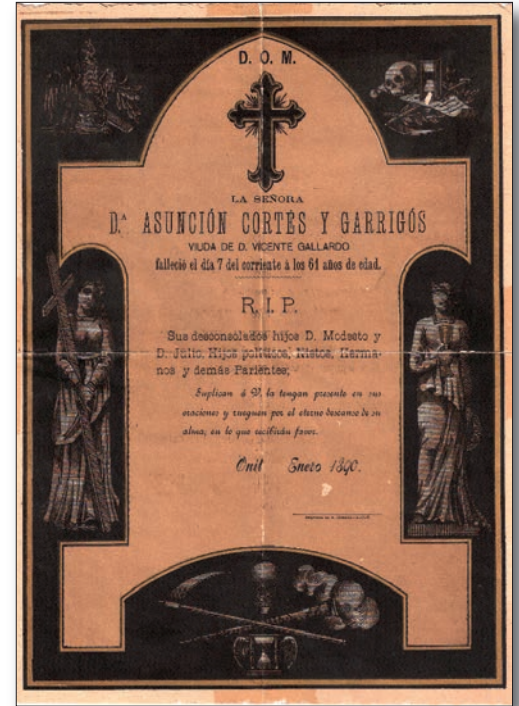 D. O. M.
LA SEÑORA
D.ª ASUNCIÓN CORTÉS Y GARRIGÓS
VIUDA DE D. VICENTE GALLARDO
falleció el día 7 del corriente á los 61 años de edad.
R. I. P.
Sus desconsolados hijos D. Modesto y
D. Julio, Hijos políticos, Nietos, Herma-
nos y demás Parientes;
Suplican á V. la tengan presente en sus
oraciones y rueguen por el eterno descanso de su
alma; en lo que recibirán favor.
Onil Enero 1890.